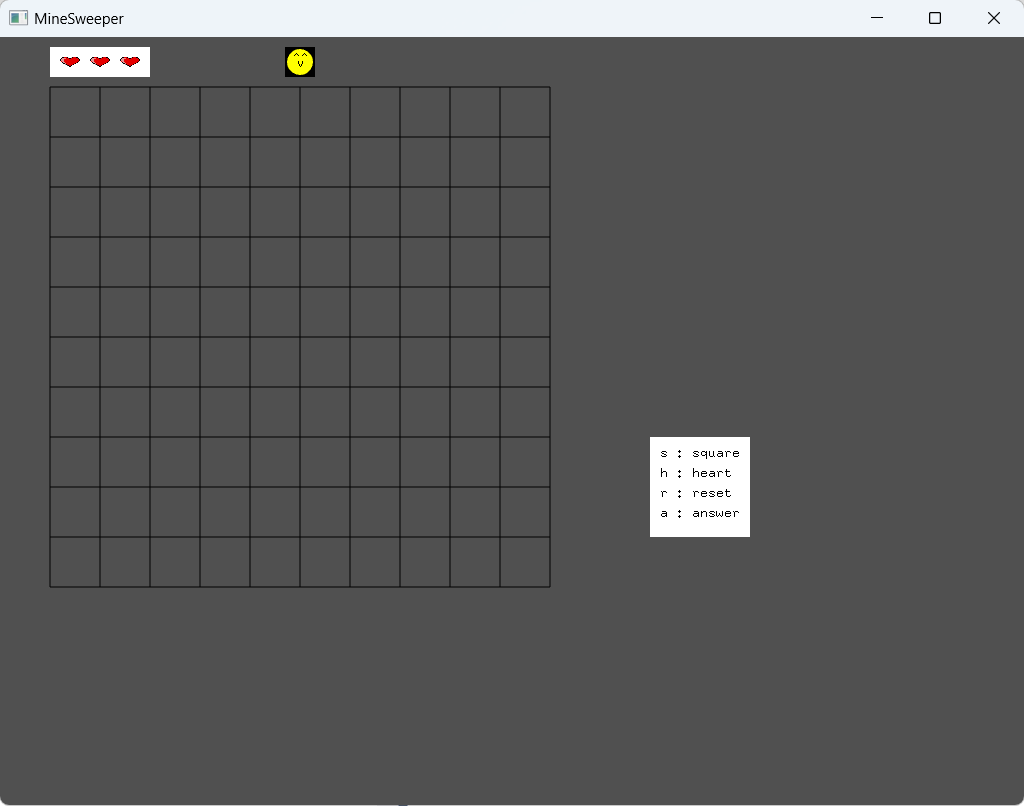 MineSweeper
s : square
h : heart
r : reset
a : answer